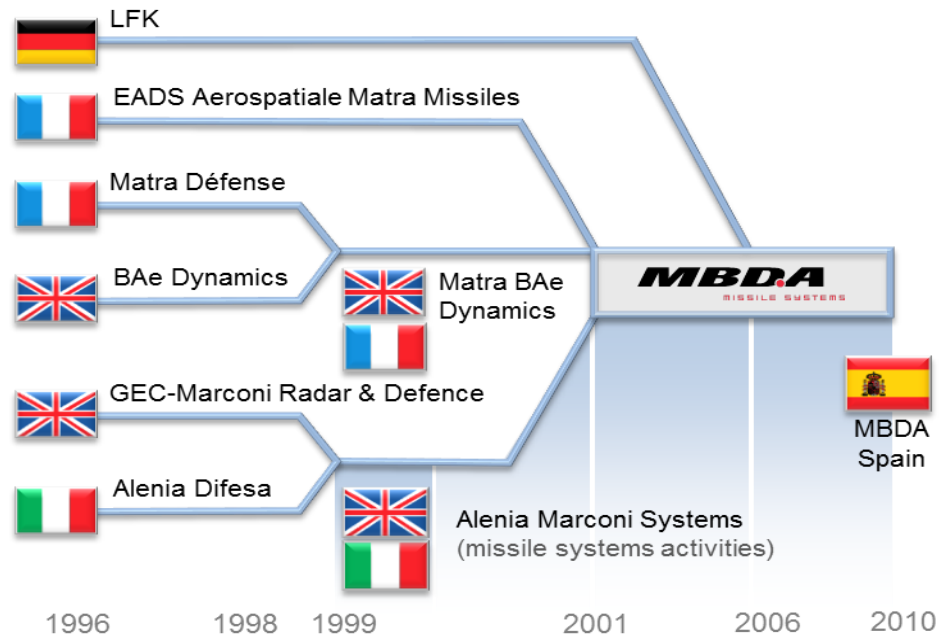 LFK
EADS Aerospatiale Matra Missiles
Matra Défense
BAe Dynamics
Matra BAe
Dynamics
MBDA
MISSILE SYSTEMS
GEC-Marconi Radar & Defence
MBDA
Spain
Alenia Difesa
Alenia Marconi Systems
(missile systems activities)
1996
1998
1999
2001
2006
2010